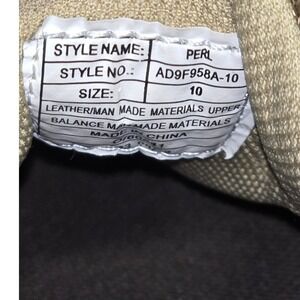 STYLE NAME: PERL
STYLE NO.: AD9F958A-10
SIZE: 10
LEATHER/MAN MADE MATERIALS UPPER
BALANCE MAN MADE MATERIALS
MADE IN CHINA